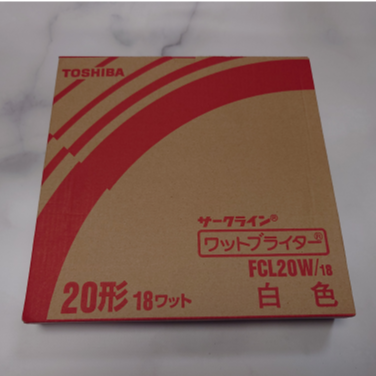 TOSHIBA
サークライン®
ワットブライター®
FCL20W/18
20形 18ワット
白色